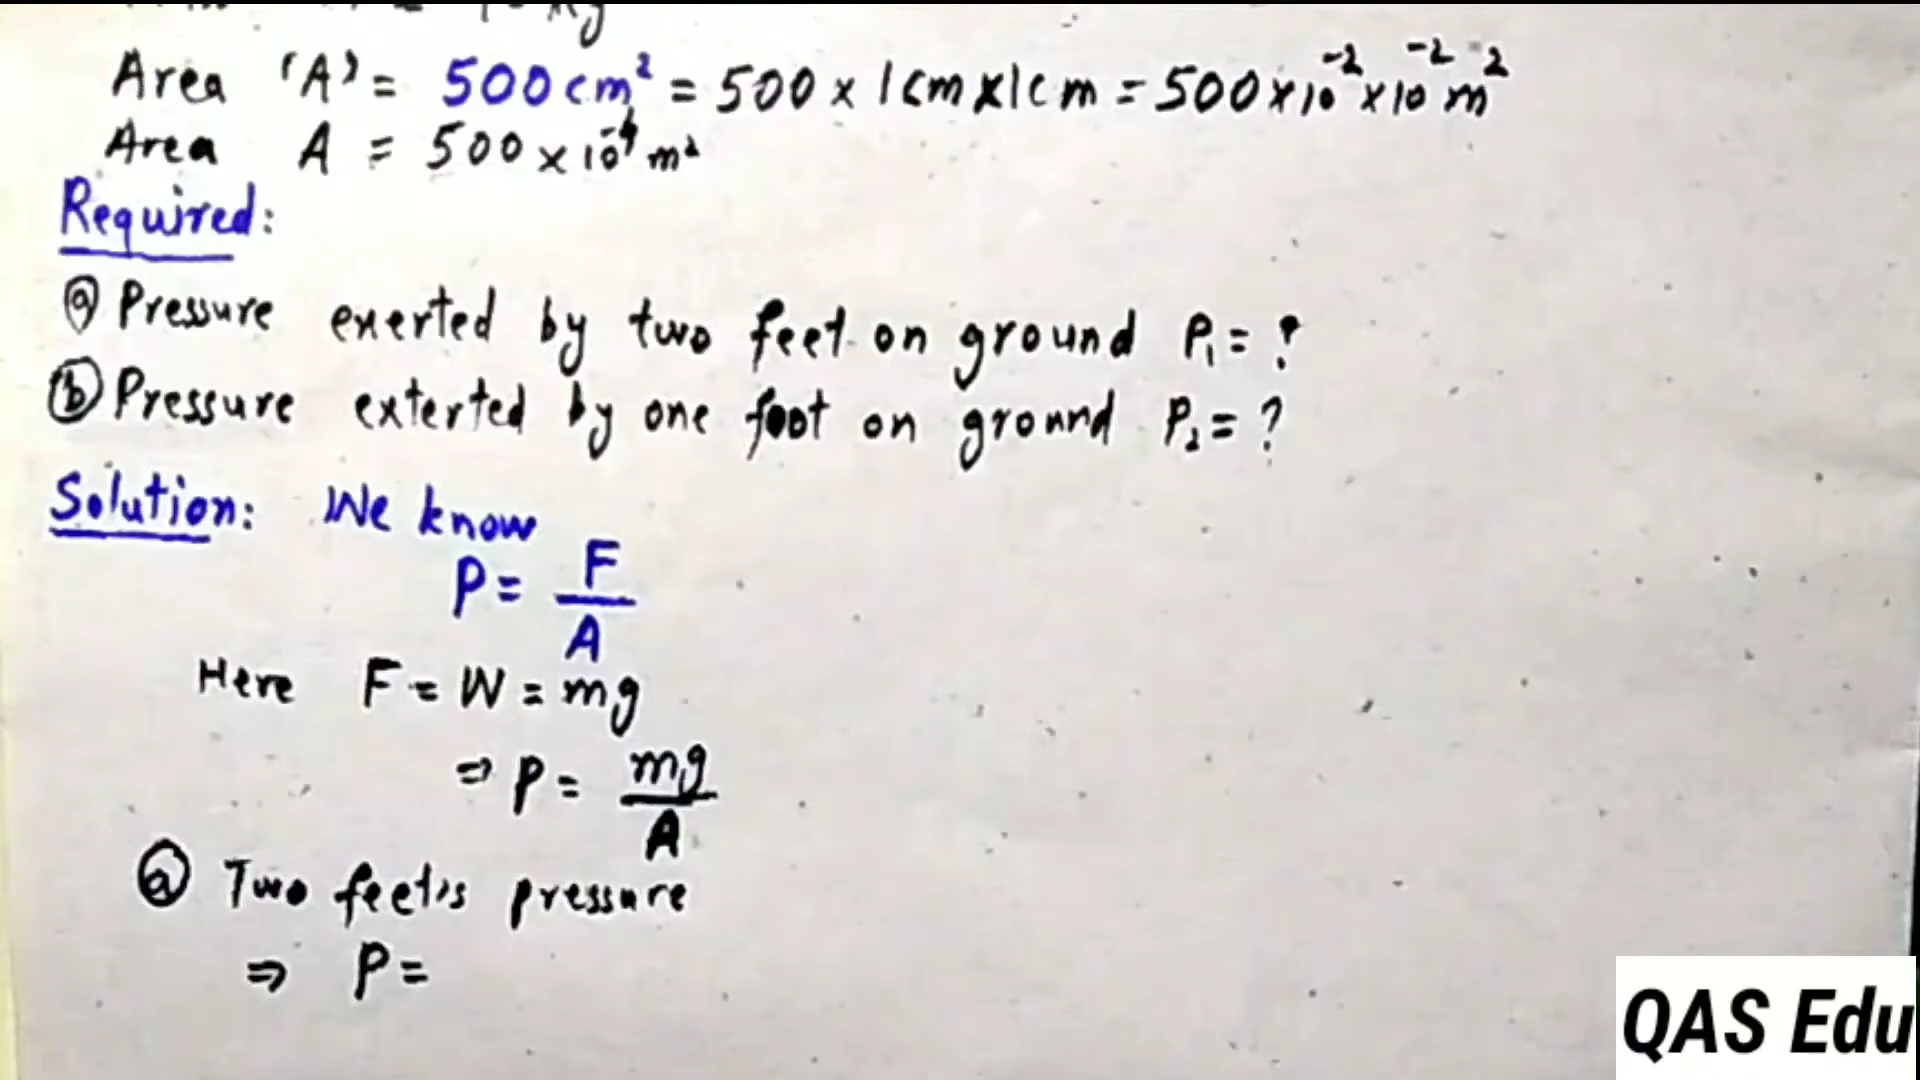 Area 'A' = 500 cm² = 500 × 1cm × 1cm = 500 × 10⁻² × 10⁻² m²
Area A = 500 × 10⁻⁴ m²
Required:
ⓐ Pressure exerted by two feet on ground P₁ = ?
ⓑ Pressure exterted by one foot on ground P₂ = ?
Solution: We know
P = F/A
Here F = W = mg
⇒ P = mg/A
ⓐ Two feet's pressure
⇒ P =
QAS Edu